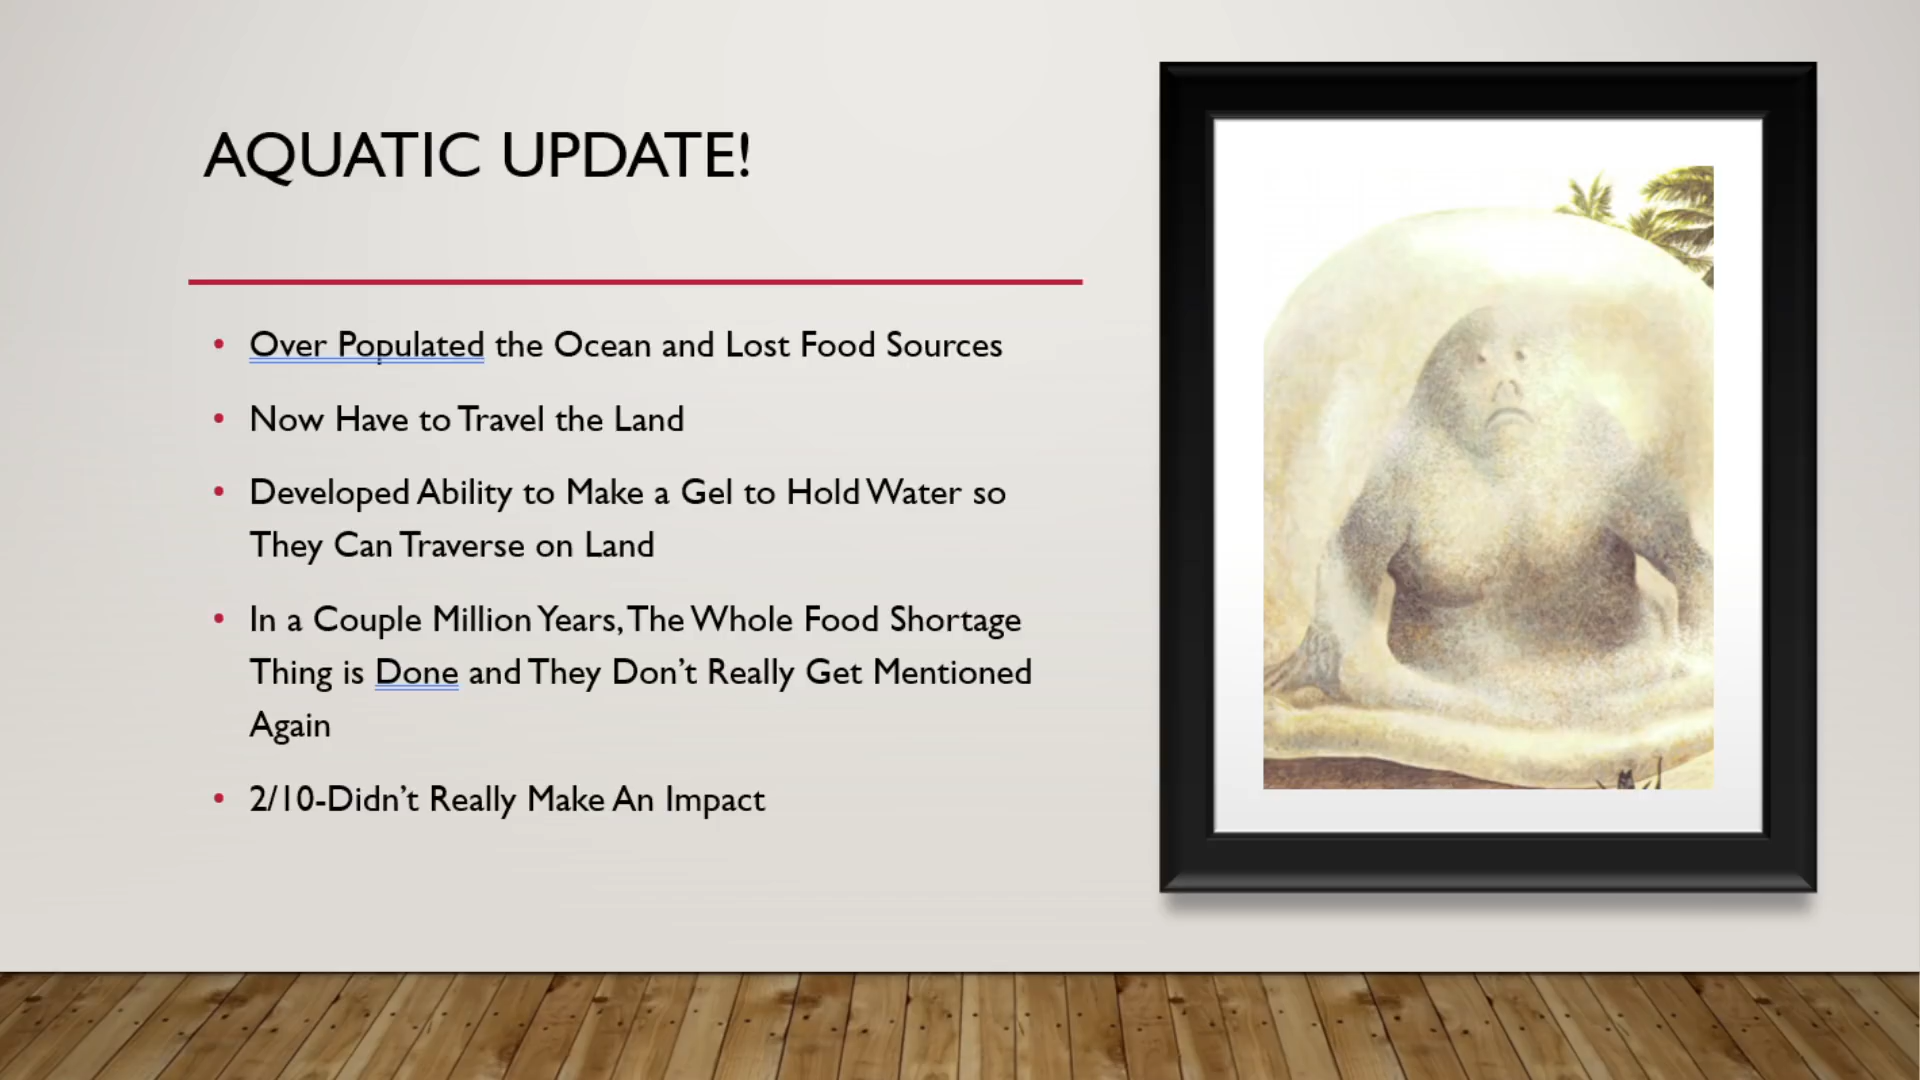 AQUATIC UPDATE!
• Over Populated the Ocean and Lost Food Sources
• Now Have to Travel the Land
• Developed Ability to Make a Gel to Hold Water so
They Can Traverse on Land
• In a Couple Million Years, The Whole Food Shortage
Thing is Done and They Don’t Really Get Mentioned
Again
• 2/10-Didn’t Really Make An Impact